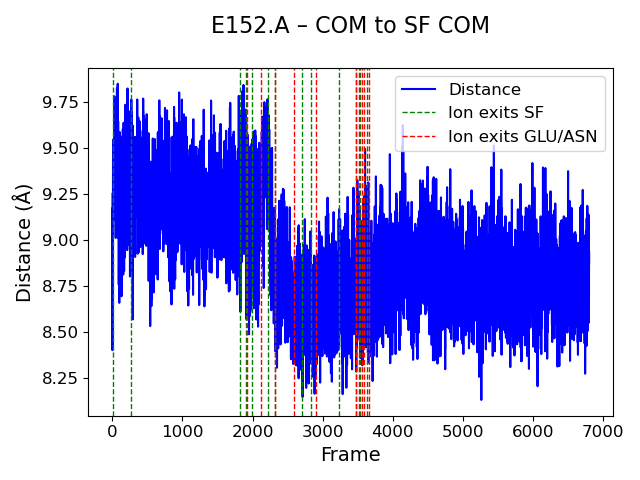 E152.A – COM to SF COM
Distance
Ion exits SF
Ion exits GLU/ASN
9.75
9.50
9.25
9.00
8.75
8.50
8.25
Distance (Å)
0 1000 2000 3000 4000 5000 6000 7000
Frame